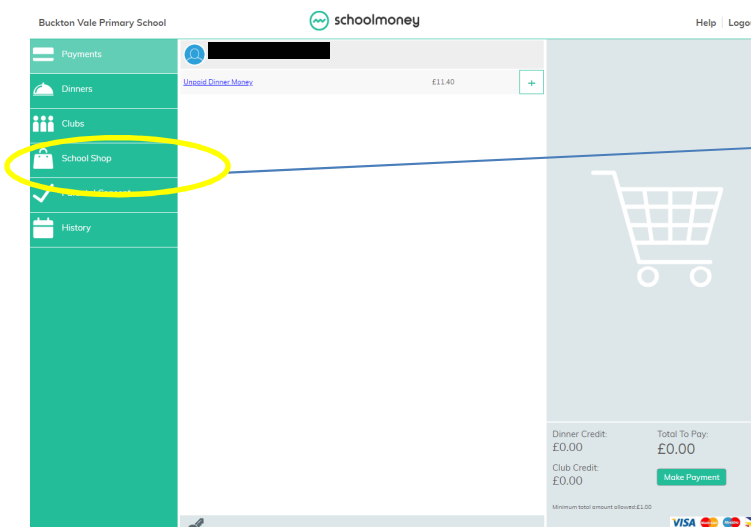 Buckton Vale Primary School
schoolmoney
Help Logou
Payments
Unpaid Dinner Money £11.40 +
Dinners
Clubs
School Shop
History
Dinner Credit: Total To Pay:
£0.00 £0.00
Club Credit:
£0.00 Make Payment
Minimum total amount allowed £1.00
VISA